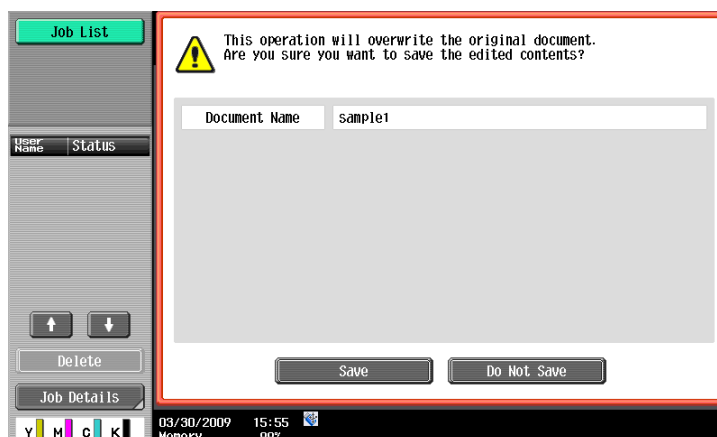 Job List
This operation will overwrite the original document.
Are you sure you want to save the edited contents?
Document Name
sample1
User Name
Status
Delete
Save
Do Not Save
Job Details
03/30/2009 15:55
Y M C K
Memory